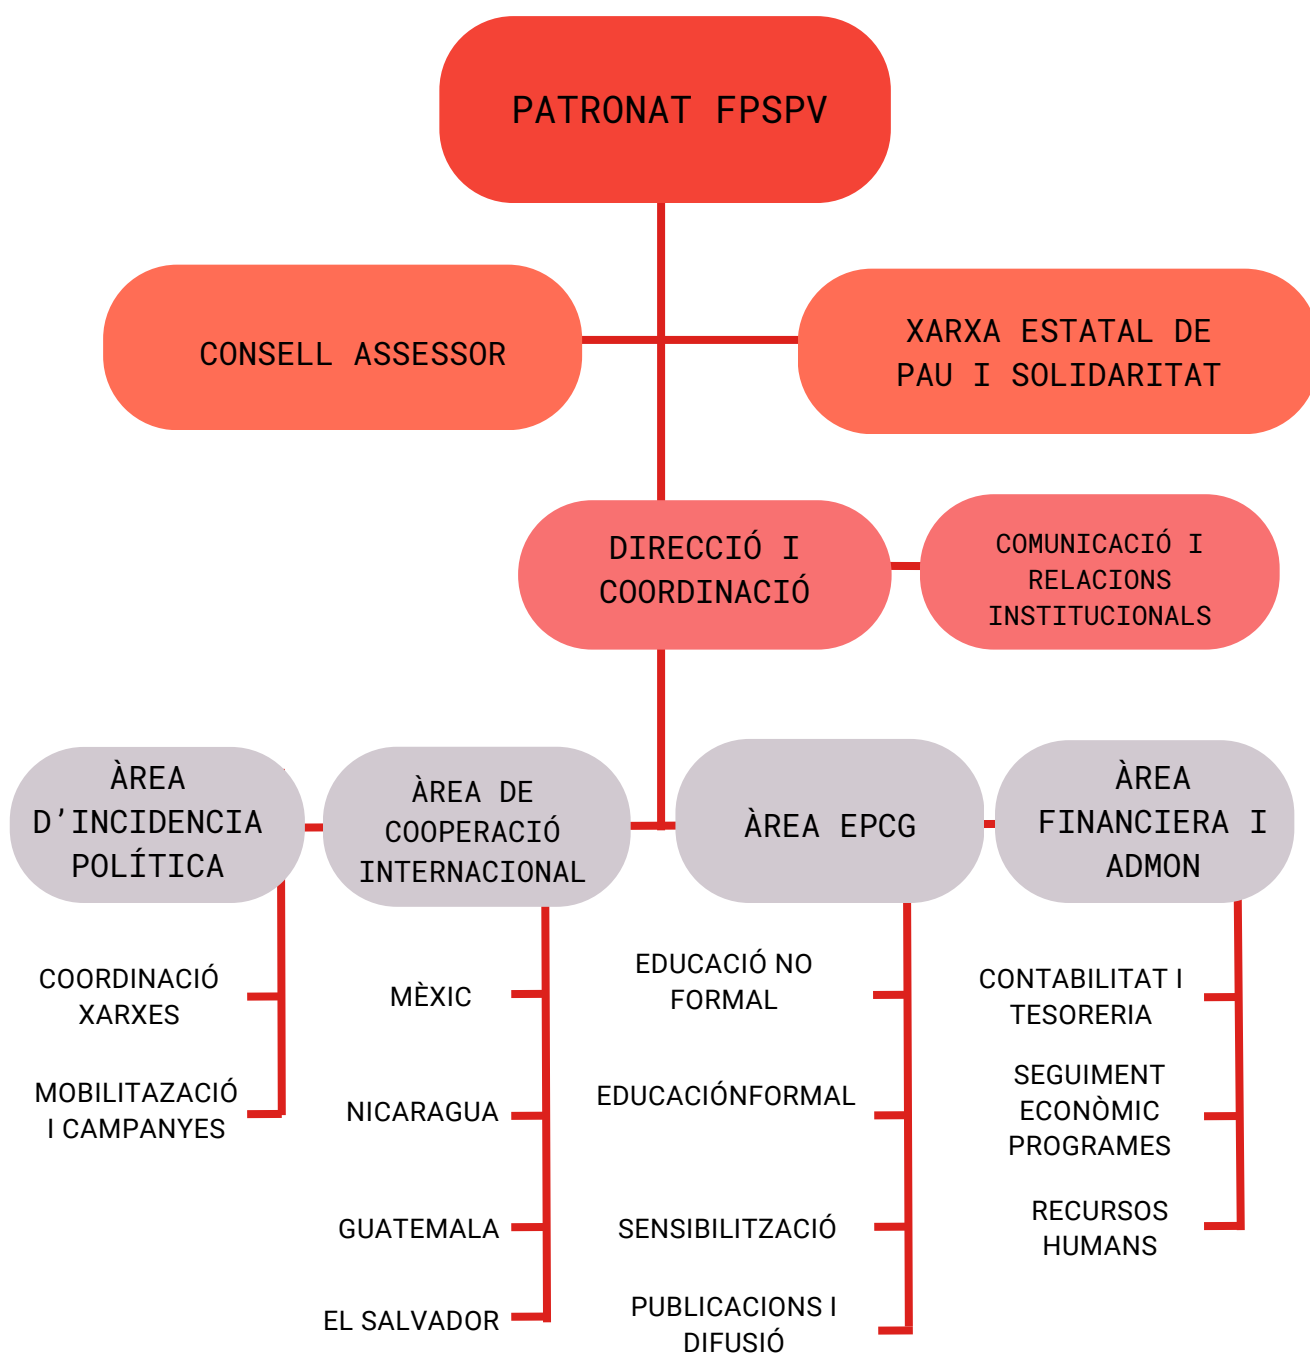 PATRONAT FPSPV
CONSELL ASSESSOR
XARXA ESTATAL DE
PAU I SOLIDARITAT
DIRECCIÓ I
COORDINACIÓ
COMUNICACIÓ I
RELACIONS
INSTITUCIONALS
ÀREA
D'INCIDENCIA
POLÍTICA
ÀREA DE
COOPERACIÓ
INTERNACIONAL
ÀREA EPCG
ÀREA
FINANCIERA I
ADMON
COORDINACIÓ
XARXES
MOBILITAZACIÓ
I CAMPANYES
MÈXIC
NICARAGUA
GUATEMALA
EL SALVADOR
EDUCACIÓ NO
FORMAL
EDUCACIÓNFORMAL
SENSIBILITZACIÓ
PUBLICACIONS I
DIFUSIÓ
CONTABILITAT I
TESORERIA
SEGUIMENT
ECONÒMIC
PROGRAMES
RECURSOS
HUMANS